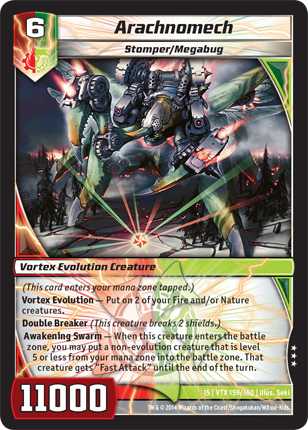 6
Arachnomech
Stomper/Megabug
Vortex Evolution Creature
(This card enters your mana zone tapped.)
Vortex Evolution — Put on 2 of your Fire and/or Nature
creatures.
Double Breaker (This creature breaks 2 shields.)
Awakening Swarm — When this creature enters the battle
zone, you may put a non-evolution creature that is level
5 or less from your mana zone into the battle zone. That
creature gets "Fast Attack" until the end of the turn.
11000
15 | VTX 159/160 | illus. Seki
TM & © 2014 Wizards of the Coast/Shogakukan/Mitsui-Kids.